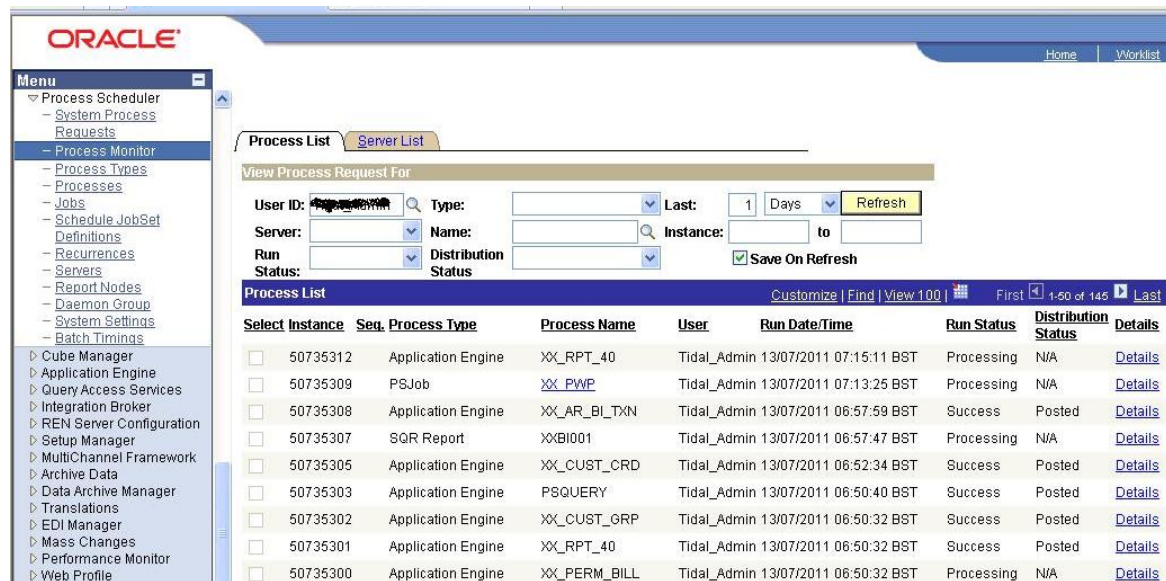 ORACLE
Home | Worklist
Menu
Process Scheduler
– System Process
Requests
– Process Monitor
– Process Types
– Processes
– Jobs
– Schedule JobSet
Definitions
– Recurrences
– Servers
– Report Nodes
– Daemon Group
– System Settings
– Batch Timings
Cube Manager
Application Engine
Query Access Services
Integration Broker
REN Server Configuration
Setup Manager
MultiChannel Framework
Archive Data
Data Archive Manager
Translations
EDI Manager
Mass Changes
Performance Monitor
Web Profile
Process List Server List
View Process Request For
User ID: Type: Last: 1 Days Refresh
Server: Name: Instance: to
Run Status: Distribution Status Save On Refresh
Process List Customize | Find | View 100 | First 1-50 of 145 Last
Select Instance Seq. Process Type Process Name User Run Date/Time Run Status Distribution Status Details
50735312 Application Engine XX_RPT_40 Tidal_Admin 13/07/2011 07:15:11 BST Processing N/A Details
50735309 PSJob XX_PWP Tidal_Admin 13/07/2011 07:13:25 BST Processing N/A Details
50735308 Application Engine XX_AR_BI_TXN Tidal_Admin 13/07/2011 06:57:59 BST Success Posted Details
50735307 SQR Report XXBI001 Tidal_Admin 13/07/2011 06:57:47 BST Processing N/A Details
50735305 Application Engine XX_CUST_CRD Tidal_Admin 13/07/2011 06:52:34 BST Success Posted Details
50735303 Application Engine PSQUERY Tidal_Admin 13/07/2011 06:50:40 BST Success Posted Details
50735302 Application Engine XX_CUST_GRP Tidal_Admin 13/07/2011 06:50:32 BST Success Posted Details
50735301 Application Engine XX_RPT_40 Tidal_Admin 13/07/2011 06:50:32 BST Success Posted Details
50735300 Application Engine XX_PERM_BILL Tidal_Admin 13/07/2011 06:50:32 BST Processing N/A Details